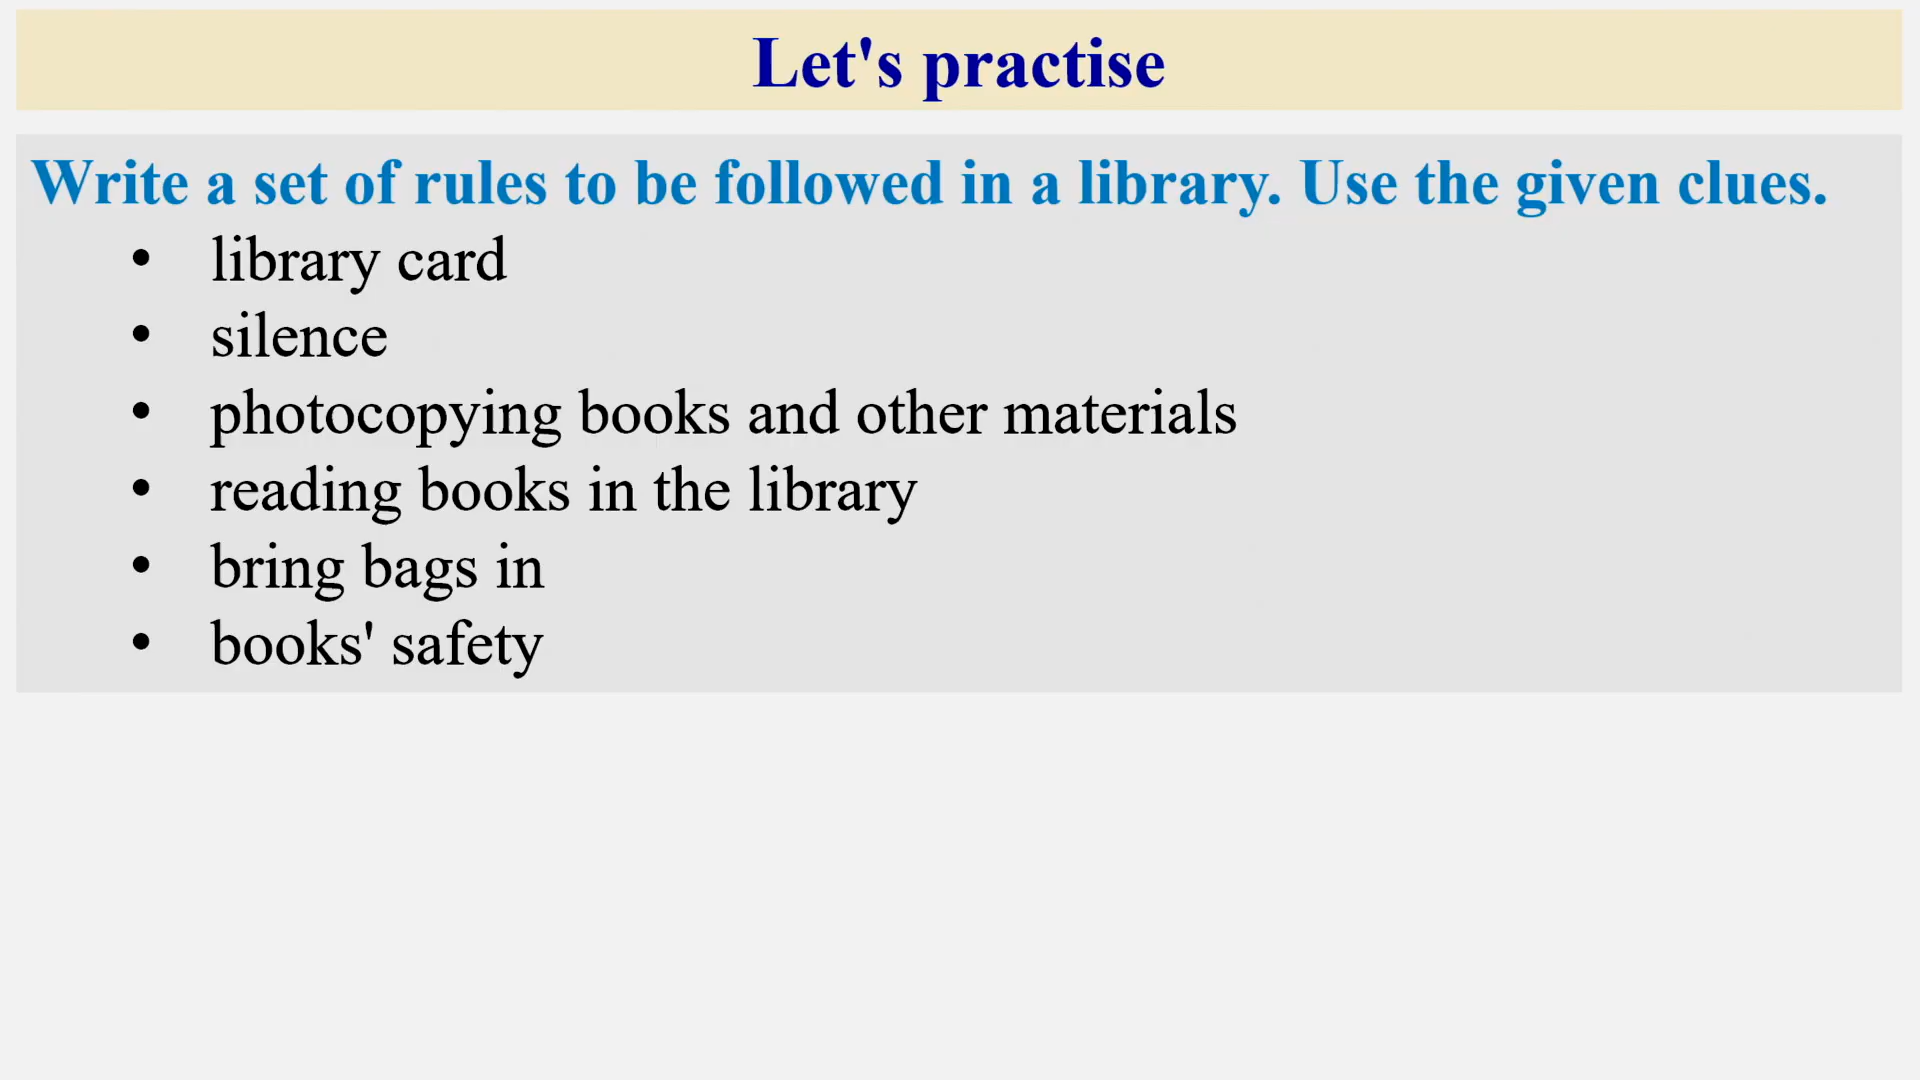 Let's practise
Write a set of rules to be followed in a library. Use the given clues.
• library card
• silence
• photocopying books and other materials
• reading books in the library
• bring bags in
• books' safety